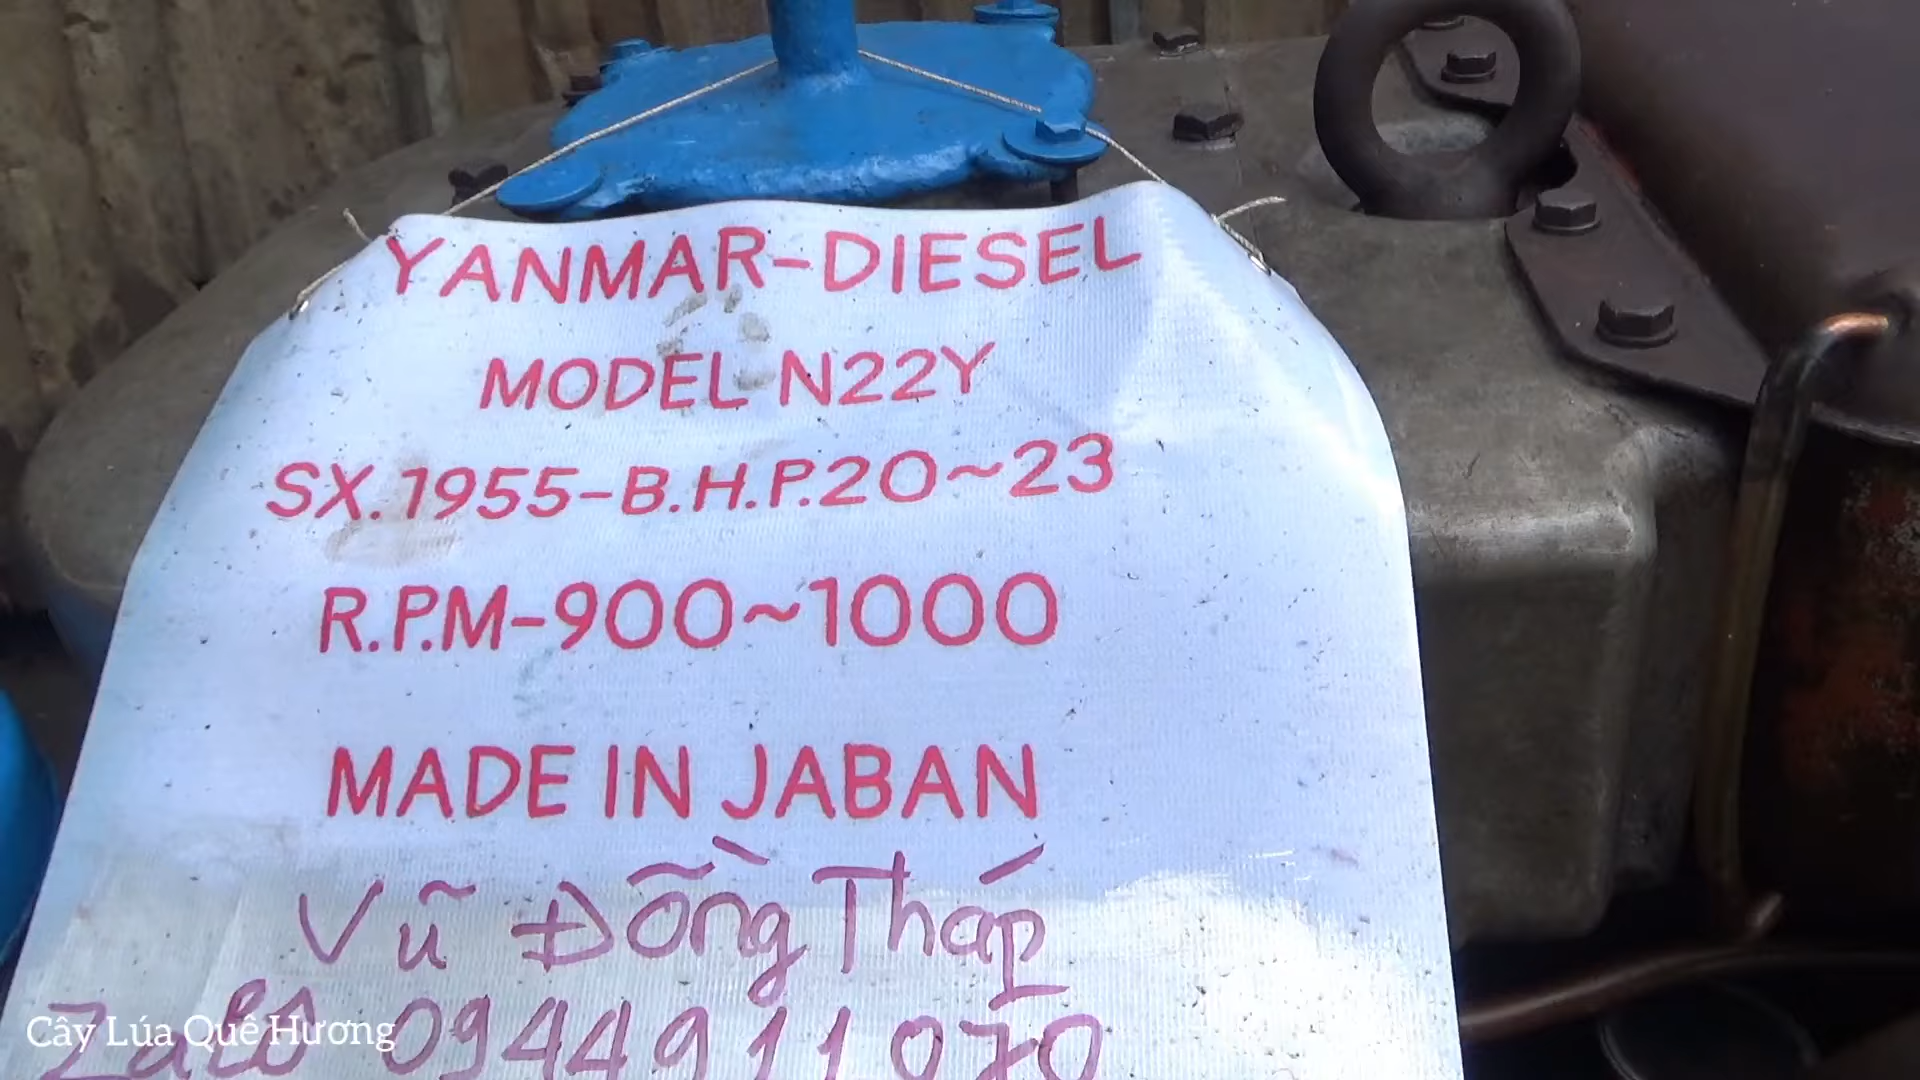 YANMAR-DIESEL
MODEL N22Y
SX.1955-B.H.P.20~23
R.P.M-900~1000
MADE IN JABAN
Vũ Đồng Tháp
Zalô 0944911070
Cây Lúa Quê Hương